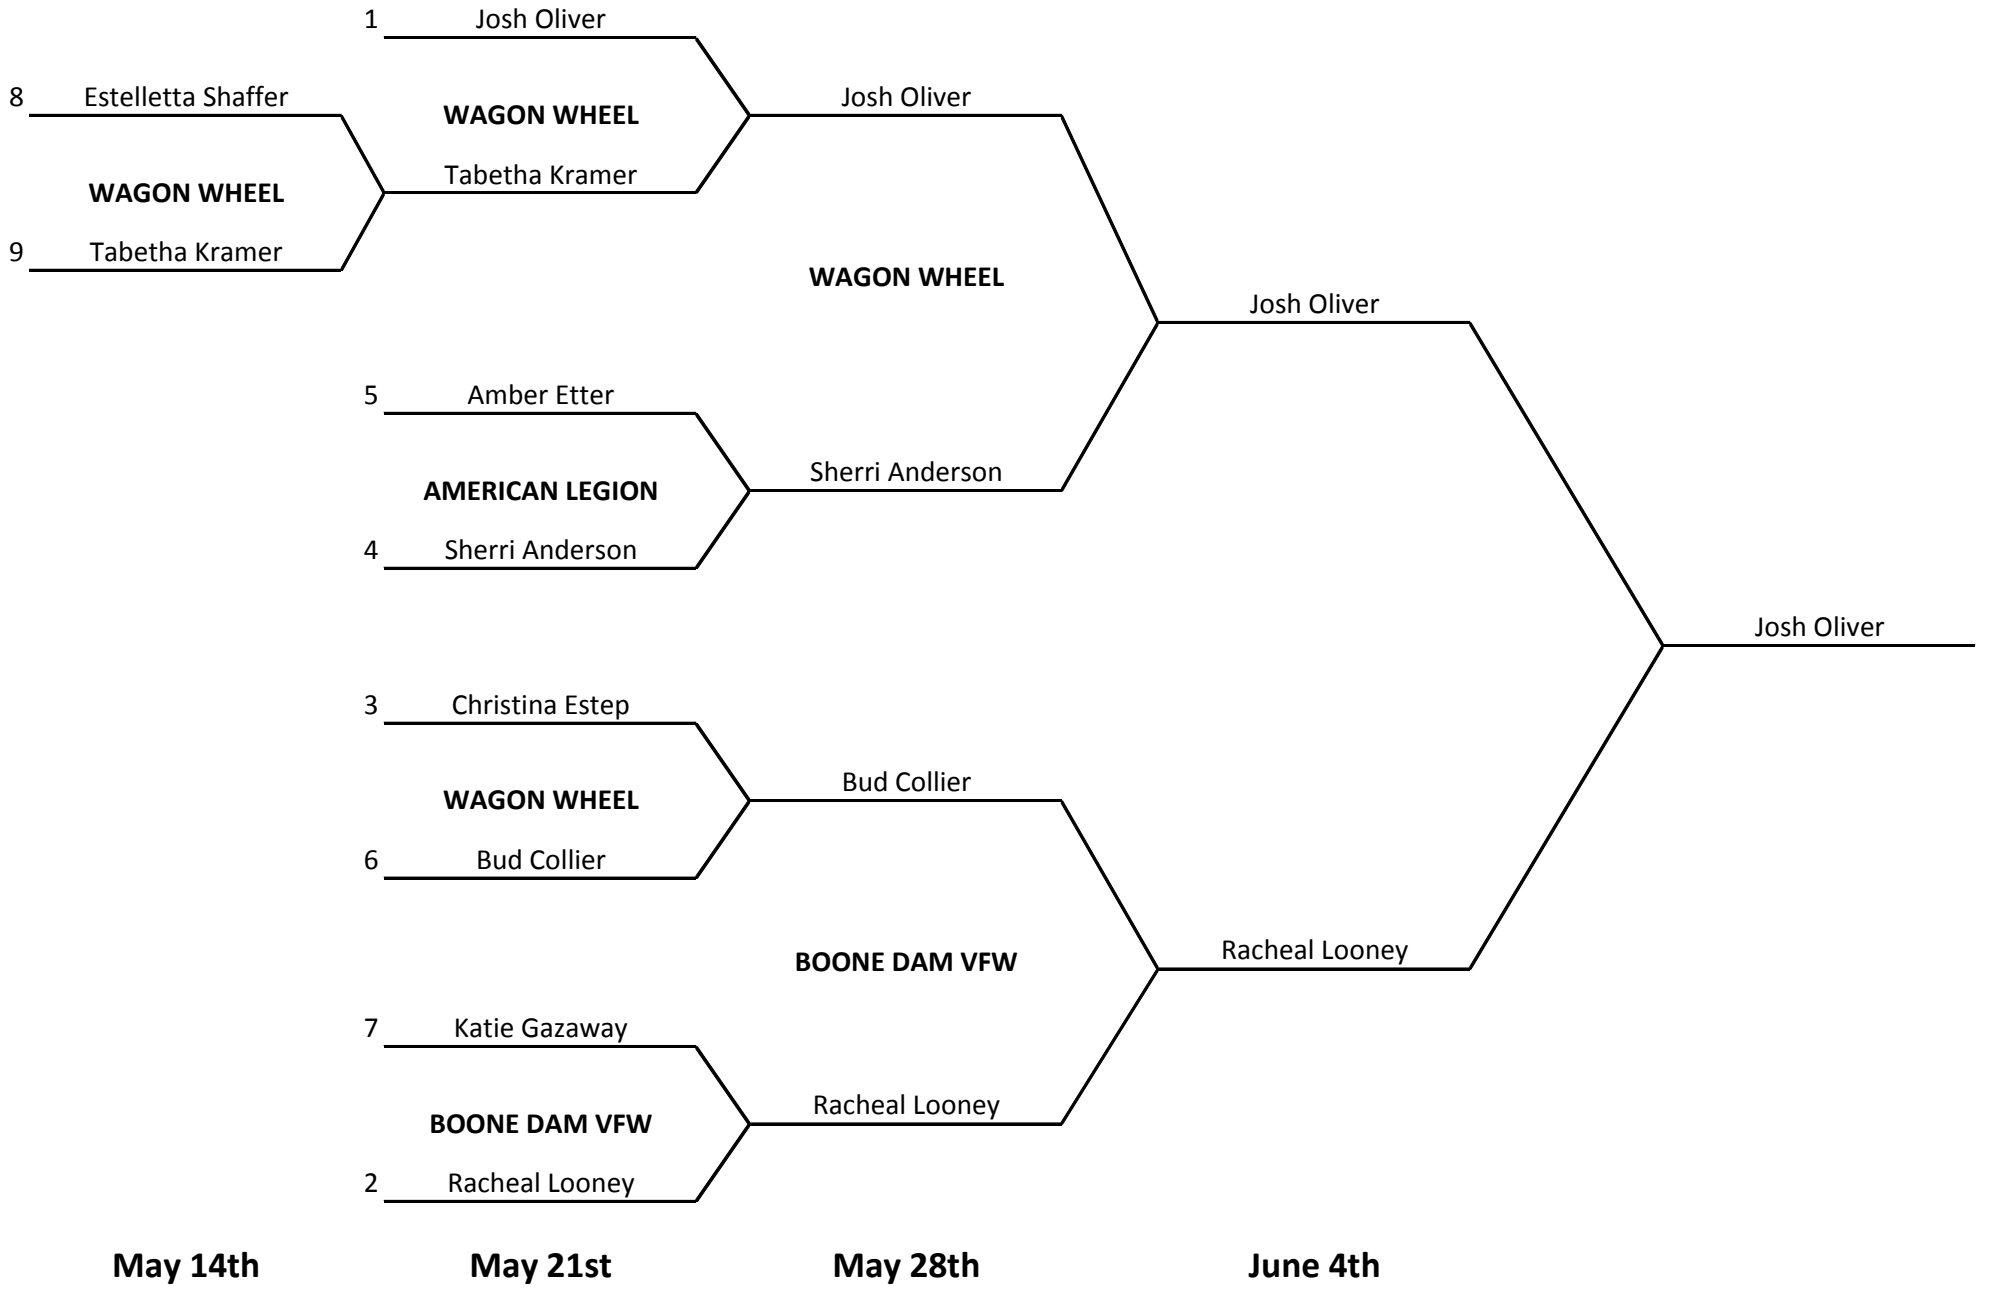 1 Josh Oliver
8 Estelletta Shaffer
WAGON WHEEL
Josh Oliver
Tabetha Kramer
WAGON WHEEL
9 Tabetha Kramer
WAGON WHEEL
Josh Oliver
5 Amber Etter
AMERICAN LEGION
Sherri Anderson
4 Sherri Anderson
Josh Oliver
3 Christina Estep
WAGON WHEEL
Bud Collier
6 Bud Collier
BOONE DAM VFW
Racheal Looney
7 Katie Gazaway
BOONE DAM VFW
Racheal Looney
2 Racheal Looney
May 14th May 21st May 28th June 4th